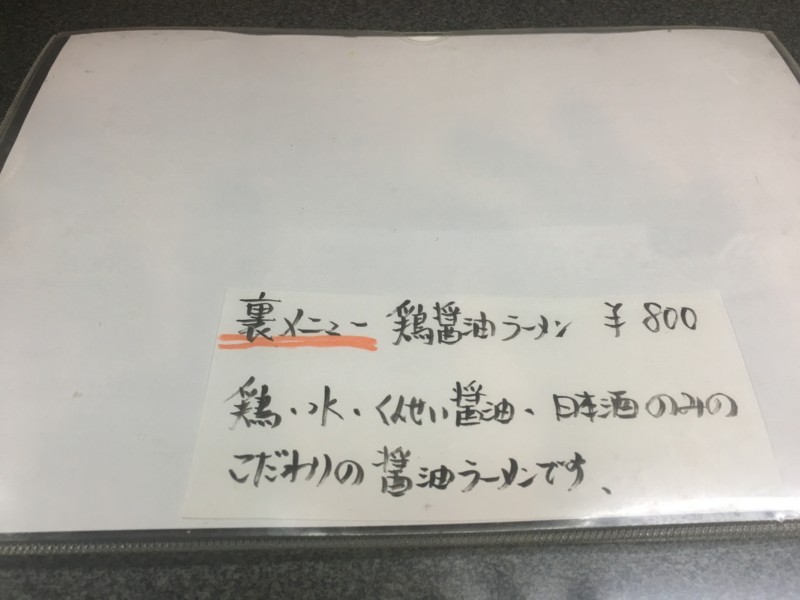 裏メニュー 鶏醤油ラーメン ¥800
鶏・水・くんせい醤油・日本酒のみの
こだわりの醤油ラーメンです、